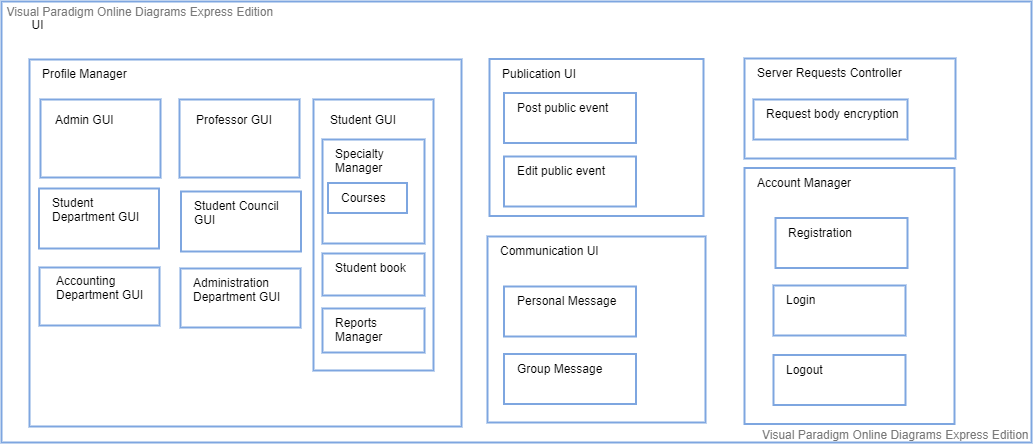 Visual Paradigm Online Diagrams Express Edition
UI
Profile Manager
Admin GUI
Professor GUI
Student GUI
Specialty
Manager
Courses
Student book
Reports
Manager
Student
Department GUI
Student Council
GUI
Accounting
Department GUI
Administration
Department GUI
Publication UI
Post public event
Edit public event
Communication UI
Personal Message
Group Message
Server Requests Controller
Request body encryption
Account Manager
Registration
Login
Logout
Visual Paradigm Online Diagrams Express Edition